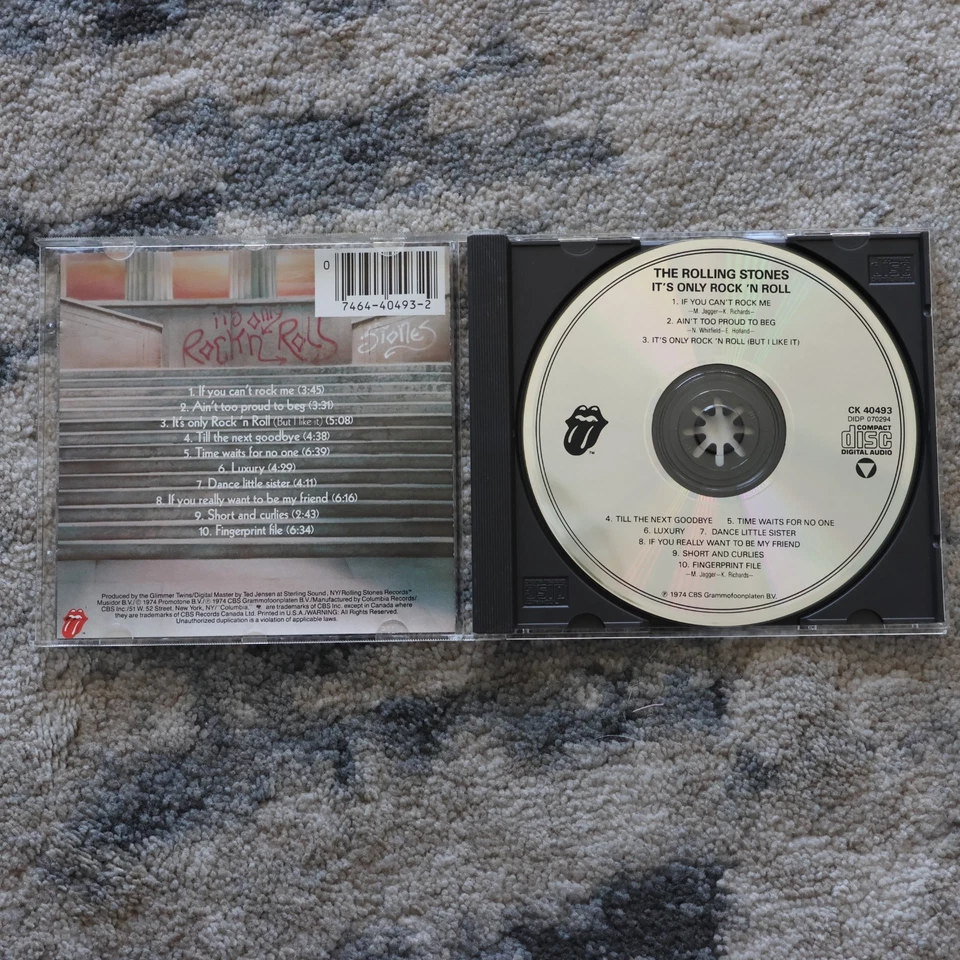 0
7464-40493-2
it's only
Rock'n Roll
Stones
1. If you can't rock me (3:45)
2. Ain't too proud to beg (3:31)
3. It's only Rock 'n Roll (But I like it) (5:08)
4. Till the next goodbye (4:38)
5. Time waits for no one (6:39)
6. Luxury (4:29)
7. Dance little sister (4:11)
8. If you really want to be my friend (6:16)
9. Short and curlies (2:43)
10. Fingerprint file (6:34)
Produced by the Glimmer Twins/Digital Master by Ted Jensen at Sterling Sound, NY/Rolling Stones Records™
Musidor B.V./© 1974 Promotone B.V./℗ 1974 CBS Grammofoonplaten B.V./Manufactured by Columbia Records/
CBS Inc./51 W. 52 Street, New York, NY/"Columbia," are trademarks of CBS Inc. except in Canada where
they are trademarks of CBS Records Canada Ltd. Printed in U.S.A./WARNING: All Rights Reserved.
Unauthorized duplication is a violation of applicable laws.
THE ROLLING STONES
IT'S ONLY ROCK 'N ROLL
1. IF YOU CAN'T ROCK ME
—M. Jagger—K. Richards—
2. AIN'T TOO PROUD TO BEG
—N. Whitfield—E. Holland—
3. IT'S ONLY ROCK 'N ROLL (BUT I LIKE IT)
TM
CK 40493
DIDP 070294
COMPACT
disc
DIGITAL AUDIO
4. TILL THE NEXT GOODBYE 5. TIME WAITS FOR NO ONE
6. LUXURY 7. DANCE LITTLE SISTER
8. IF YOU REALLY WANT TO BE MY FRIEND
9. SHORT AND CURLIES
10. FINGERPRINT FILE
—M. Jagger—K. Richards—
℗ 1974 CBS Grammofoonplaten B.V.